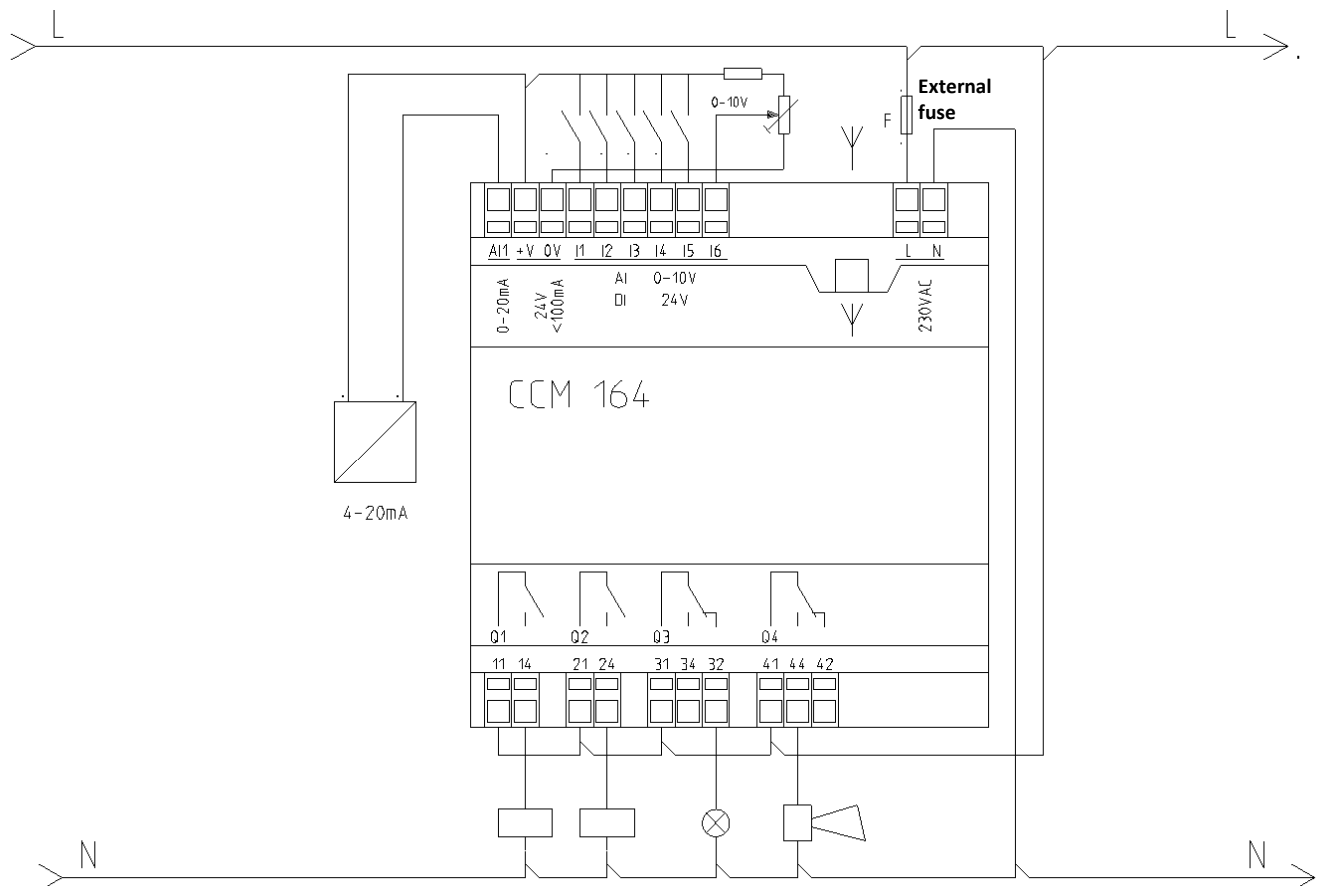 L L
External
fuse
0-10V
F
AI1 +V 0V I1 I2 I3 I4 I5 I6 L N
0-20mA
24V
<100mA
AI 0-10V
DI 24V
230VAC
CCM 164
4-20mA
Q1 Q2 Q3 Q4
11 14 21 24 31 34 32 41 44 42
N N